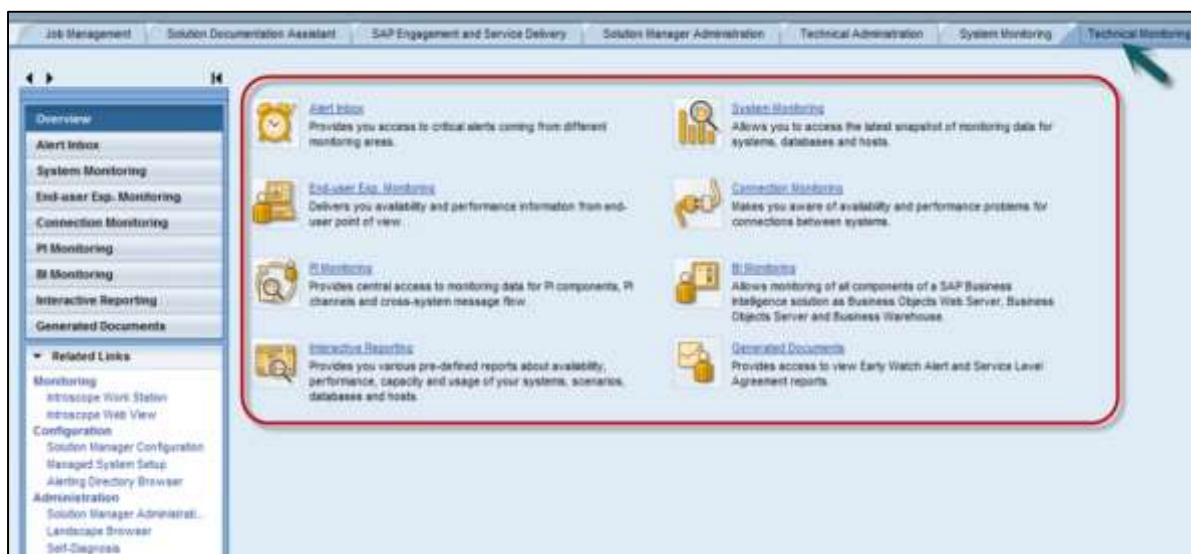 Job Management
Solution Documentation Assistant
SAP Engagement and Service Delivery
Solution Manager Administration
Technical Administration
System Monitoring
Technical Monitoring
Overview
Alert Inbox
System Monitoring
End-user Exp. Monitoring
Connection Monitoring
PI Monitoring
BI Monitoring
Interactive Reporting
Generated Documents
Related Links
Monitoring
Introscope Work Station
Introscope Web View
Configuration
Solution Manager Configuration
Managed System Setup
Alerting Directory Browser
Administration
Solution Manager Administrati...
Landscape Browser
Self-Diagnosis
Alert Inbox
Provides you access to critical alerts coming from different
monitoring areas.
System Monitoring
Allows you to access the latest snapshot of monitoring data for
systems, databases and hosts.
End-user Exp. Monitoring
Delivers you availability and performance information from end-
user point of view.
Connection Monitoring
Makes you aware of availability and performance problems for
connections between systems.
PI Monitoring
Provides central access to monitoring data for PI components, PI
channels and cross-system message flow.
BI Monitoring
Allows monitoring of all components of a SAP Business
Intelligence solution as Business Objects Web Server, Business
Objects Server and Business Warehouse.
Interactive Reporting
Provides you various pre-defined reports about availability,
performance, capacity and usage of your systems, scenarios,
databases and hosts.
Generated Documents
Provides access to view Early Watch Alert and Service Level
Agreement reports.